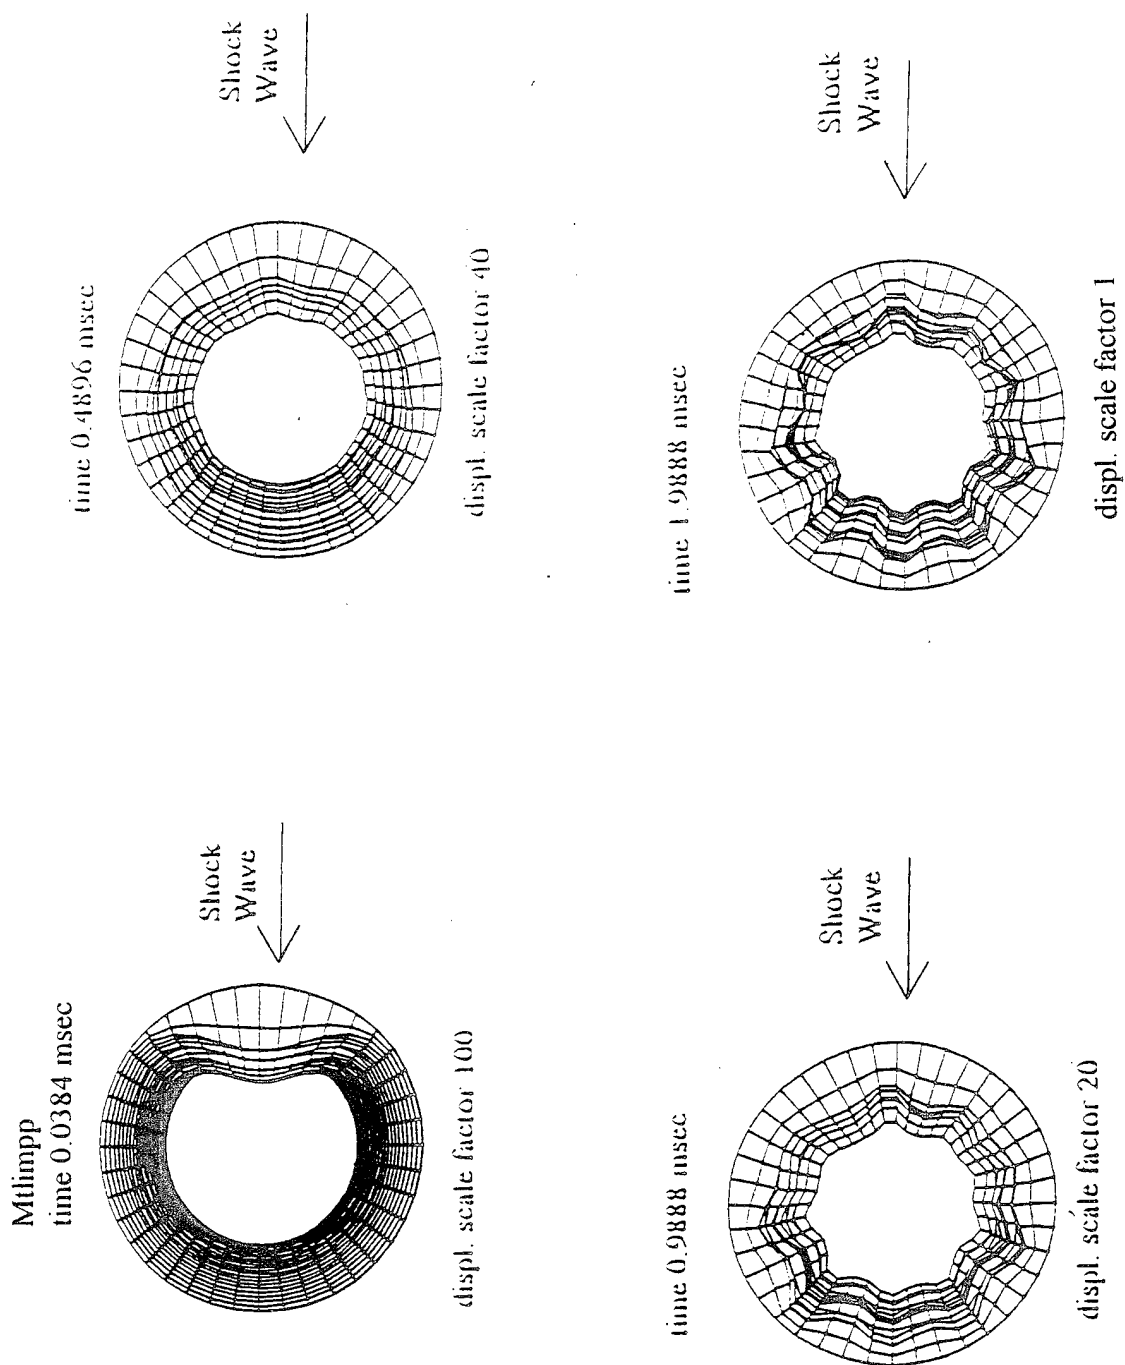 Mtlimpp
time 0.0384 msec
Shock
Wave
displ. scale factor 100
time 0.4896 msec
Shock
Wave
displ. scale factor 40
time 0.9888 msec
Shock
Wave
displ. scale factor 20
time 1.9888 msec
Shock
Wave
displ. scale factor 1